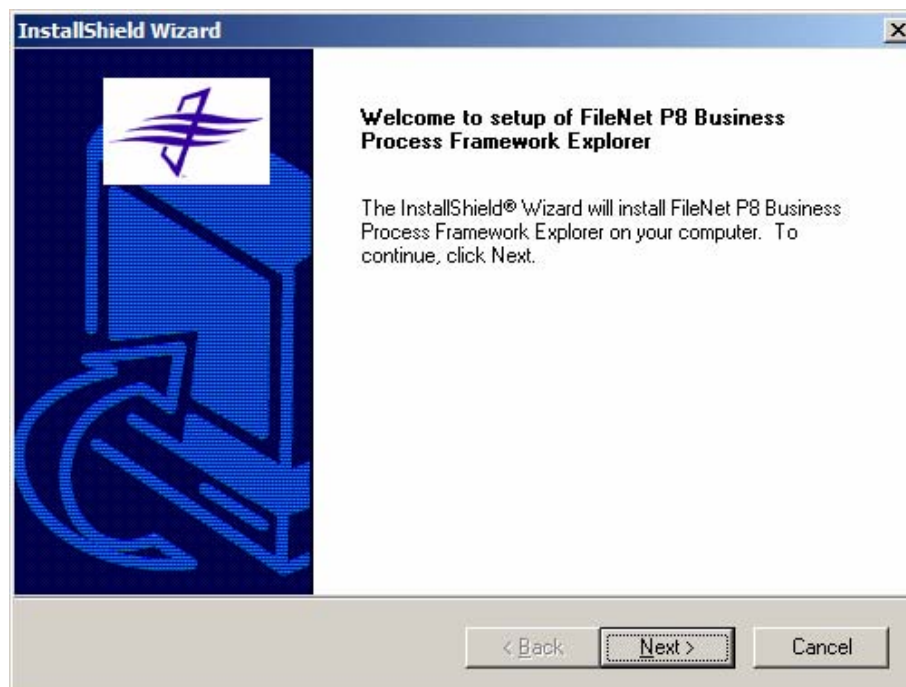 InstallShield Wizard
Welcome to setup of FileNet P8 Business
Process Framework Explorer
The InstallShield® Wizard will install FileNet P8 Business
Process Framework Explorer on your computer. To
continue, click Next.
< Back
Next >
Cancel